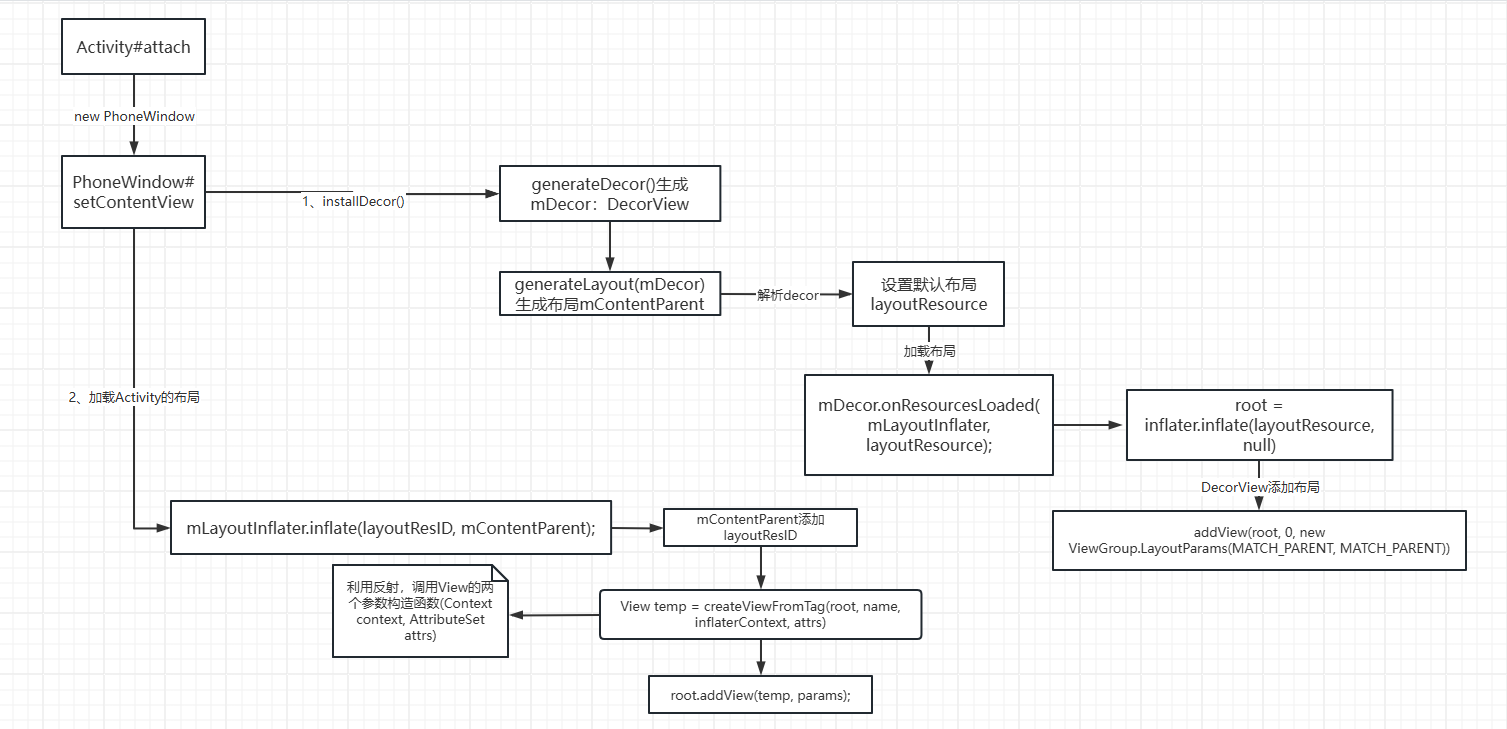 Activity#attach
new PhoneWindow
PhoneWindow#
setContentView
1、installDecor()
generateDecor()生成
mDecor：DecorView
generateLayout(mDecor)
生成布局mContentParent
解析decor
设置默认布局
layoutResource
加载布局
mDecor.onResourcesLoaded(
mLayoutInflater,
layoutResource);
root =
inflater.inflate(layoutResource,
null)
DecorView添加布局
addView(root, 0, new
ViewGroup.LayoutParams(MATCH_PARENT, MATCH_PARENT))
2、加载Activity的布局
mLayoutInflater.inflate(layoutResID, mContentParent);
mContentParent添加
layoutResID
View temp = createViewFromTag(root, name,
inflaterContext, attrs)
利用反射，调用View的两
个参数构造函数(Context
context, AttributeSet
attrs)
root.addView(temp, params);